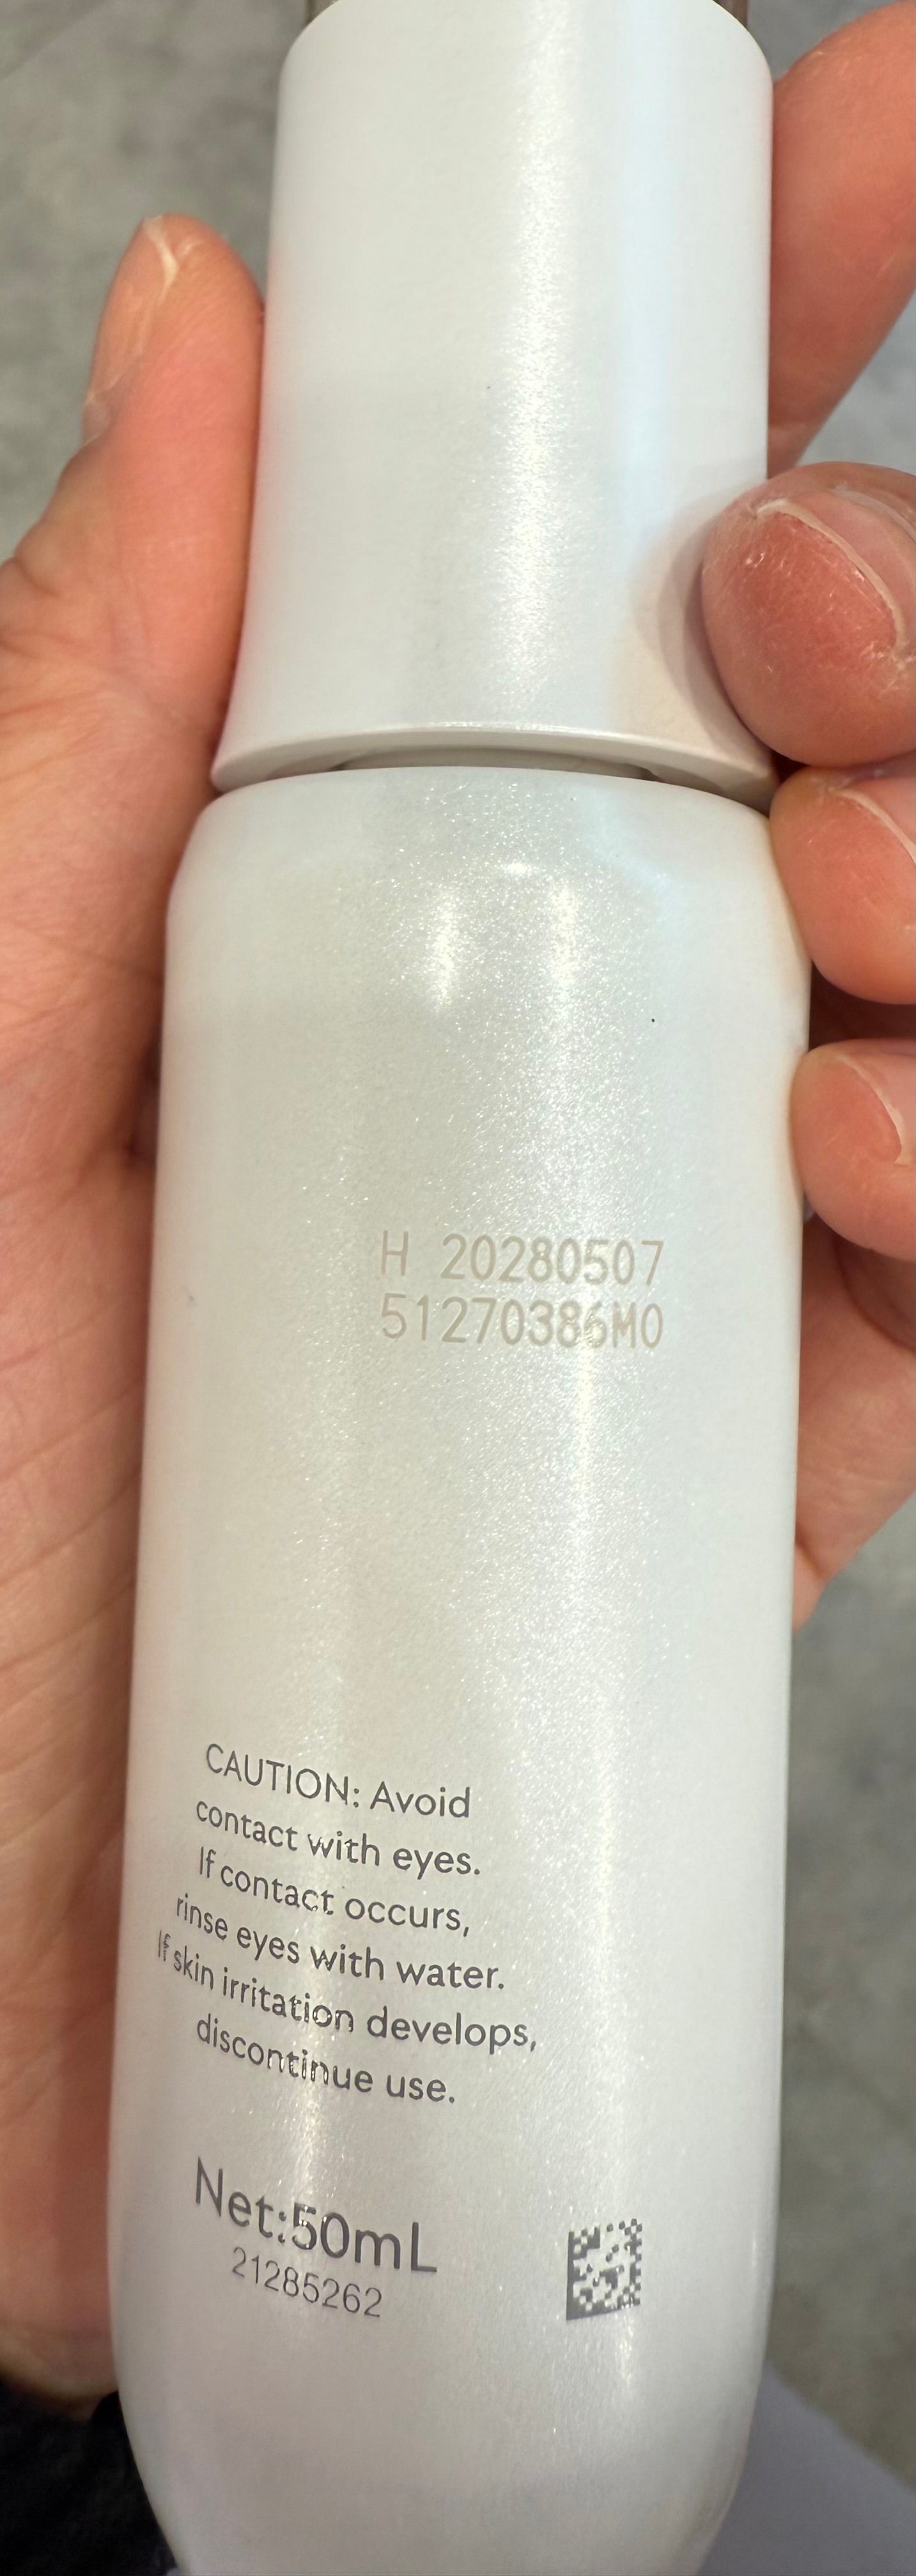 H 20280507
51270386M0
CAUTION: Avoid
contact with eyes.
If contact occurs,
rinse eyes with water.
If skin irritation develops,
discontinue use.
Net:50mL
21285262